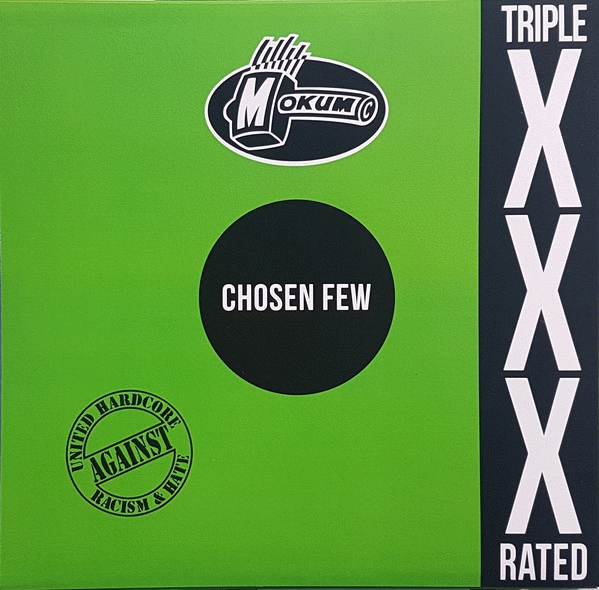 MOKUM
CHOSEN FEW
UNITED HARDCORE
AGAINST
RACISM & HATE
TRIPLE
X
X
X
RATED